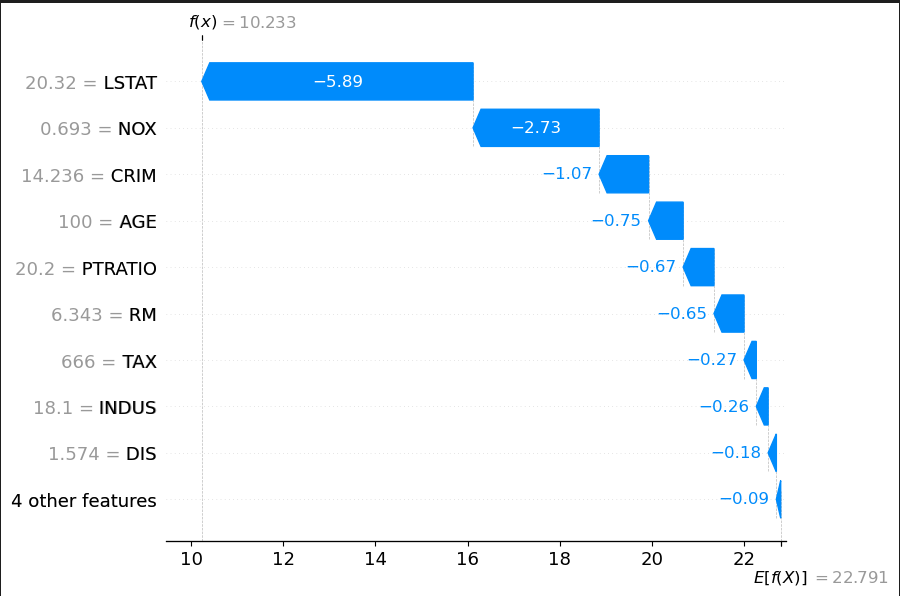 f(x) = 10.233
20.32 = LSTAT −5.89
0.693 = NOX −2.73
14.236 = CRIM −1.07
100 = AGE −0.75
20.2 = PTRATIO −0.67
6.343 = RM −0.65
666 = TAX −0.27
18.1 = INDUS −0.26
1.574 = DIS −0.18
4 other features −0.09
10 12 14 16 18 20 22
E[f(X)] = 22.791